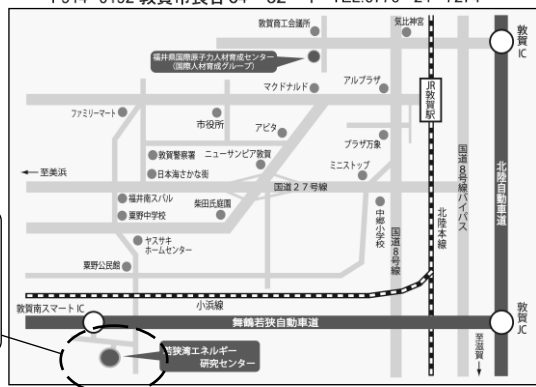 〒914-0192 敦賀市長谷64-52-1 TEL.0770-24-7274
敦賀商工会議所
気比神宮
敦賀
IC
福井県国際原子力人材育成センター
(国際人材育成グループ)
マクドナルド
アルプラザ
JR敦賀駅
ファミリーマート
市役所
アピタ
プラザ万象
敦賀警察署
ニューサンピア敦賀
日本海さかな街
ミニストップ
←至美浜
国道27号線
国道8号線バイパス
北陸自動車道
福井南スバル
柴田氏庭園
粟野中学校
中郷小学校
国道8号線
北陸本線
ヤスサキ
ホームセンター
粟野公民館
小浜線
敦賀南スマートIC
舞鶴若狭自動車道
敦賀
JC
若狭湾エネルギー
研究センター
至滋賀→